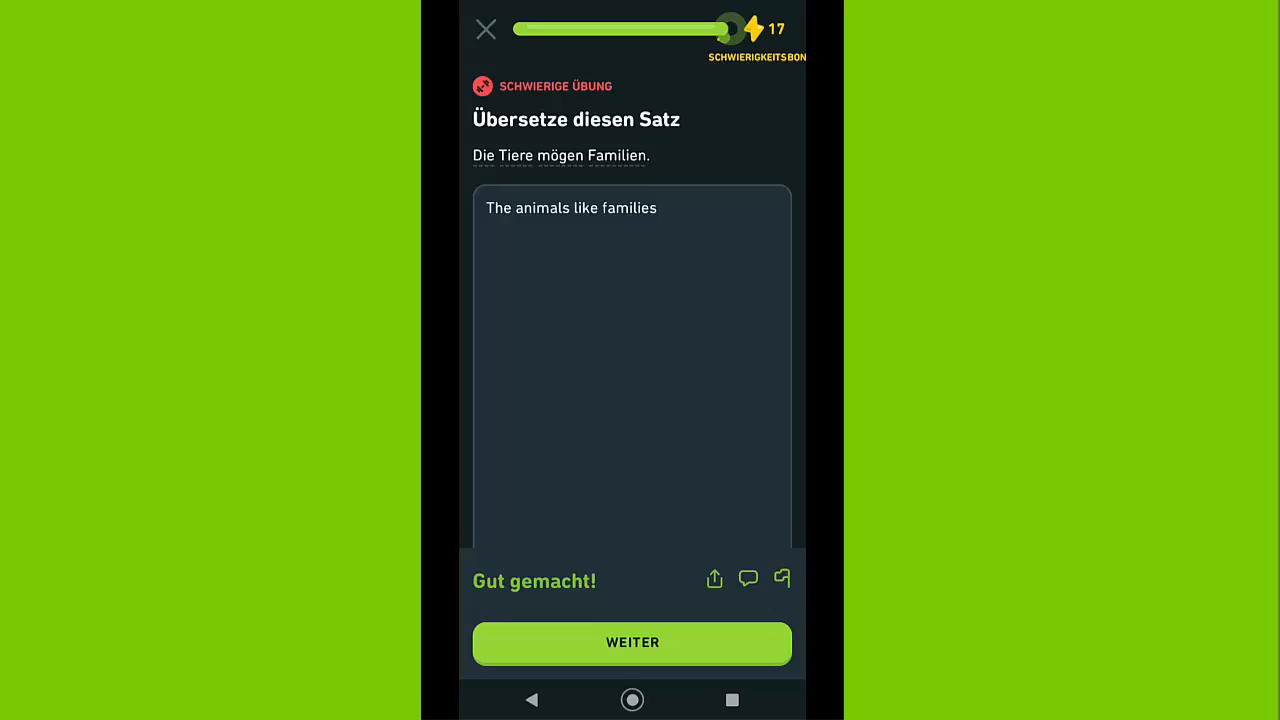 17
SCHWIERIGKEITSBON
SCHWIERIGE ÜBUNG
Übersetze diesen Satz
Die Tiere mögen Familien.
The animals like families
Gut gemacht!
WEITER